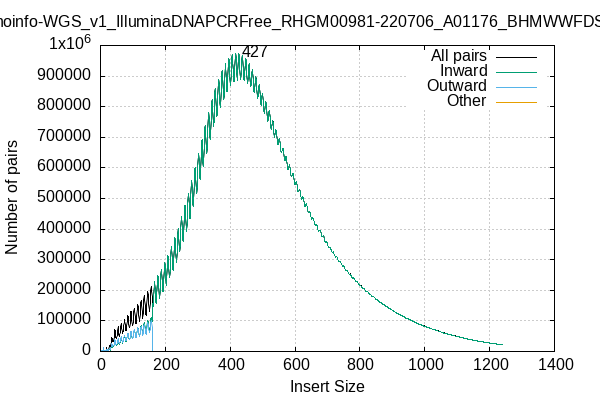 noinfo-WGS_v1_IlluminaDNAPCRFree_RHGM00981-220706_A01176_BHMWWFDS
1x10^6
900000
800000
700000
600000
500000
400000
300000
200000
100000
0
Number of pairs
427
All pairs
Inward
Outward
Other
0 200 400 600 800 1000 1200 1400
Insert Size